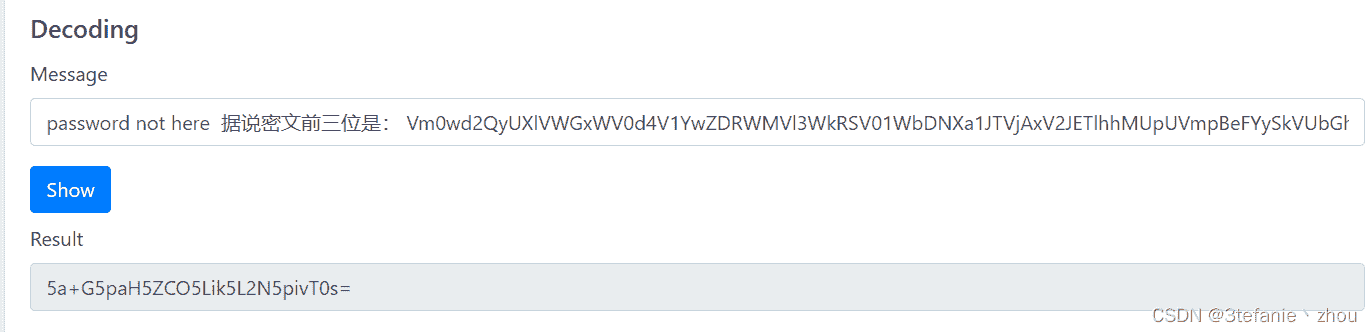 Decoding
Message
password not here 据说密文前三位是： Vm0wd2QyUXlVWGxWV0d4V1YwZDRWMVl3WkRSV01WbDNXa1JTVjAxV2JETlhhMUpUVmpBeFYySkVUbGh
Show
Result
5a+G5paH5ZCO5Lik5L2N5pivT0s=
CSDN @3tefanie丶zhou